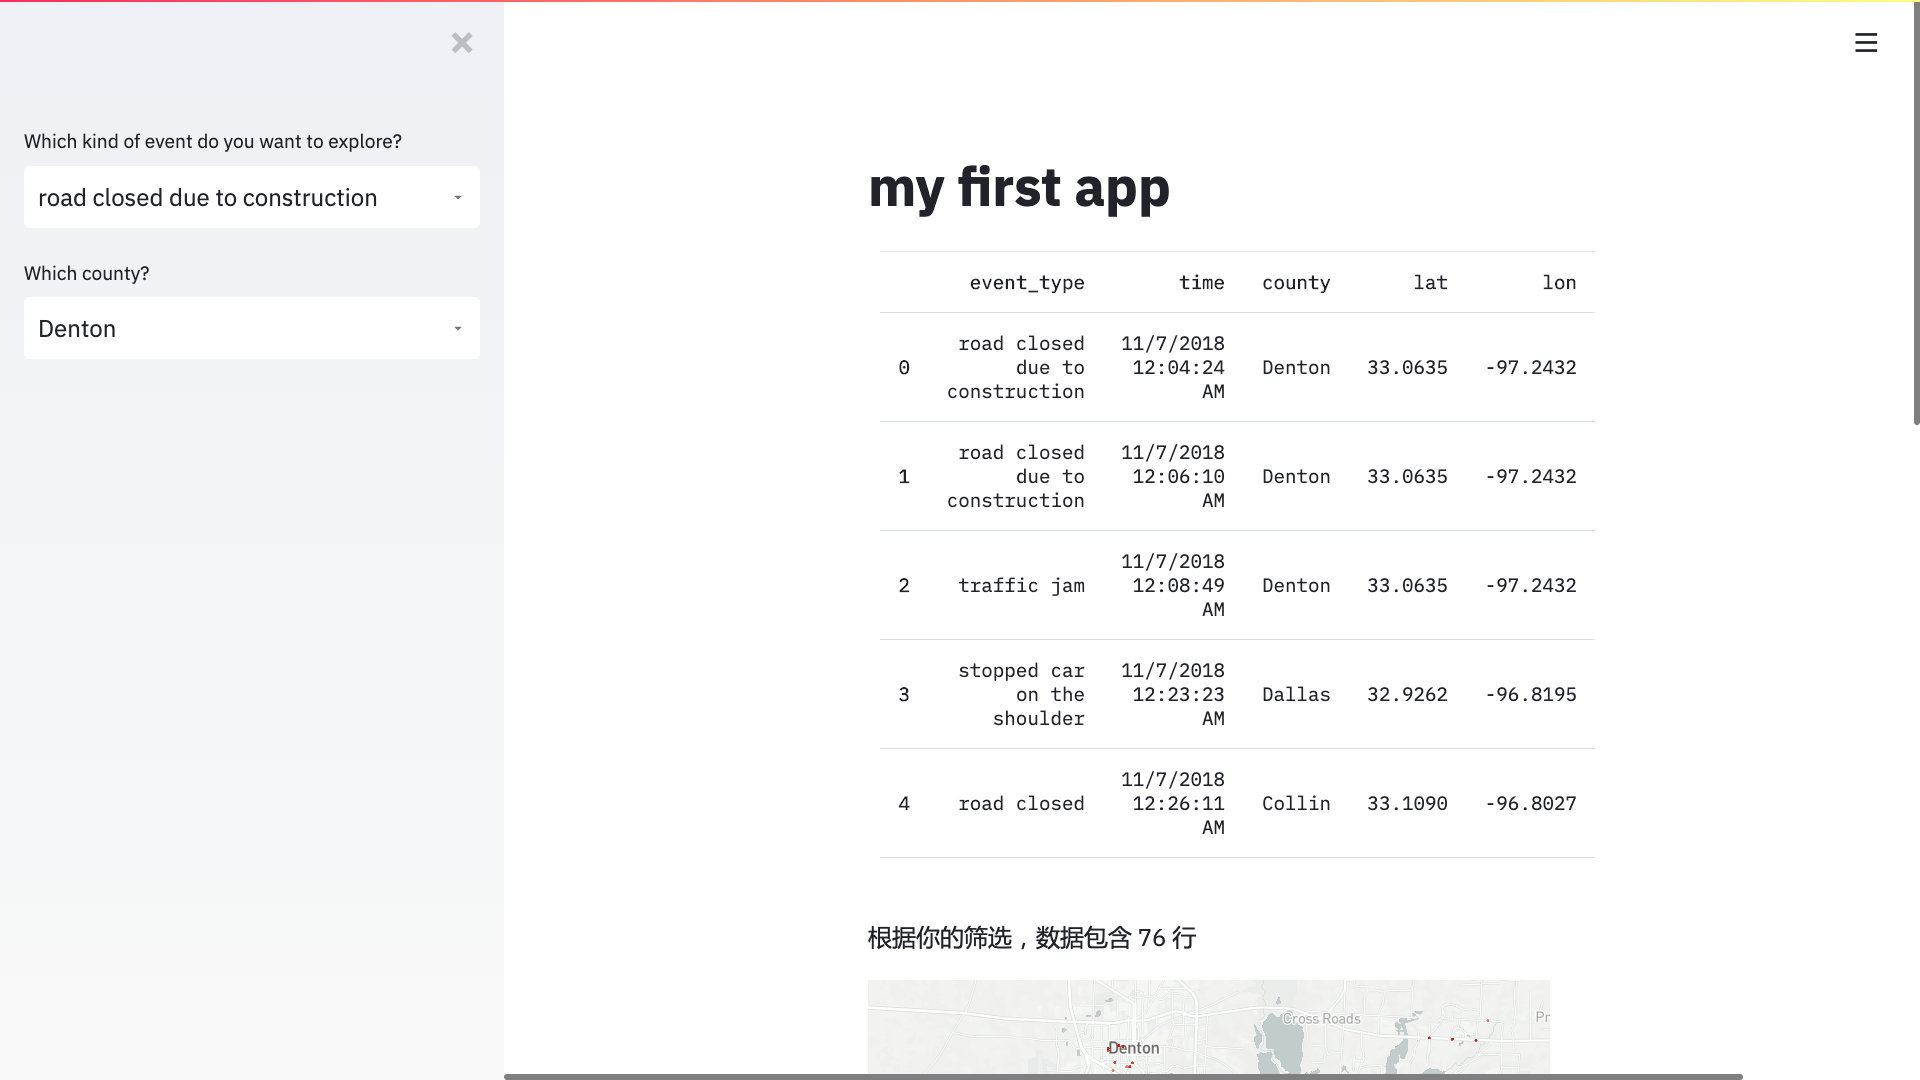 Which kind of event do you want to explore?
road closed due to construction
Which county?
Denton
my first app
event_type time county lat lon
0 road closed due to construction 11/7/2018 12:04:24 AM Denton 33.0635 -97.2432
1 road closed due to construction 11/7/2018 12:06:10 AM Denton 33.0635 -97.2432
2 traffic jam 11/7/2018 12:08:49 AM Denton 33.0635 -97.2432
3 stopped car on the shoulder 11/7/2018 12:23:23 AM Dallas 32.9262 -96.8195
4 road closed 11/7/2018 12:26:11 AM Collin 33.1090 -96.8027
根据你的筛选，数据包含 76 行
Cross Roads
Pr
Denton